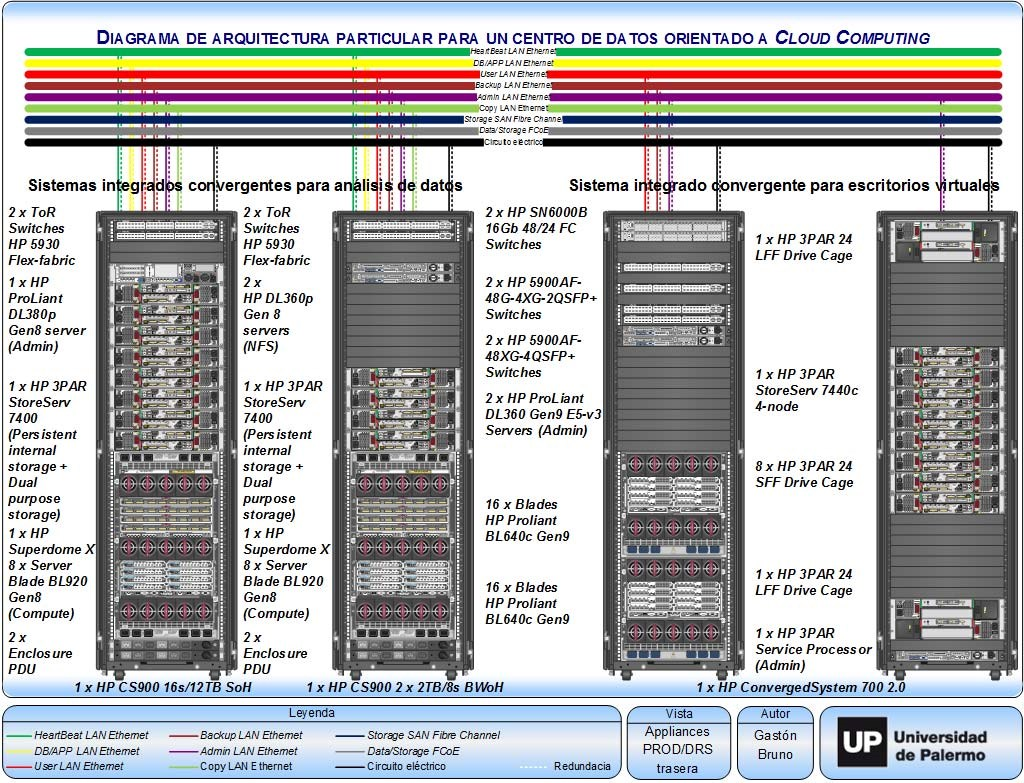 DIAGRAMA DE ARQUITECTURA PARTICULAR PARA UN CENTRO DE DATOS ORIENTADO A CLOUD COMPUTING
HeartBeat LAN Ethernet
DB/APP LAN Ethernet
User LAN Ethernet
Backup LAN Ethernet
Admin LAN Ethernet
Copy LAN Ethernet
Storage SAN Fibre Channel
Data/Storage FCoE
Circuito eléctrico
Sistemas integrados convergentes para análisis de datos
Sistema integrado convergente para escritorios virtuales
2 x ToR
Switches
HP 5930
Flex-fabric
1 x HP
ProLiant
DL380p
Gen8 server
(Admin)
1 x HP 3PAR
StoreServ
7400
(Persistent
internal
storage +
Dual
purpose
storage)
1 x HP
Superdome X
8 x Server
Blade BL920
Gen8
(Compute)
2 x
Enclosure
PDU
1 x HP CS900 16s/12TB SoH
2 x ToR
Switches
HP 5930
Flex-fabric
2 x
HP DL360p
Gen 8
servers
(NFS)
1 x HP 3PAR
StoreServ
7400
(Persistent
internal
storage +
Dual
purpose
storage)
1 x HP
Superdome X
8 x Server
Blade BL920
Gen8
(Compute)
2 x
Enclosure
PDU
1 x HP CS900 2 x 2TB/8s BWoH
2 x HP SN6000B
16Gb 48/24 FC
Switches
2 x HP 5900AF-
48G-4XG-2QSFP+
Switches
2 x HP 5900AF-
48XG-4QSFP+
Switches
2 x HP ProLiant
DL360 Gen9 E5-v3
Servers (Admin)
16 x Blades
HP Proliant
BL640c Gen9
16 x Blades
HP Proliant
BL640c Gen9
1 x HP 3PAR 24
LFF Drive Cage
1 x HP 3PAR
StoreServ 7440c
4-node
8 x HP 3PAR 24
SFF Drive Cage
1 x HP 3PAR 24
LFF Drive Cage
1 x HP 3PAR
Service Processor
(Admin)
1 x HP ConvergedSystem 700 2.0
Leyenda
HeartBeat LAN Ethernet
Backup LAN Ethernet
Storage SAN Fibre Channel
DB/APP LAN Ethernet
Admin LAN Ethernet
Data/Storage FCoE
User LAN Ethernet
Copy LAN Ethernet
Circuito eléctrico
Redundacia
Vista
Appliances
PROD/DRS
trasera
Autor
Gastón
Bruno
UP
Universidad
de Palermo